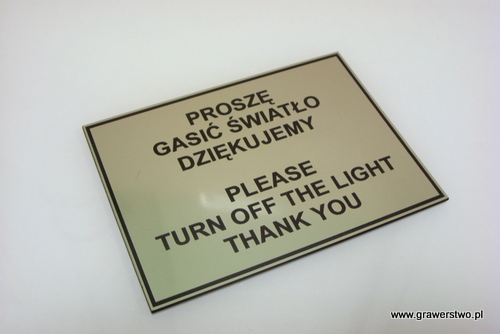 PROSZĘ
GASIĆ ŚWIATŁO
DZIĘKUJEMY
PLEASE
TURN OFF THE LIGHT
THANK YOU
www.grawerstwo.pl